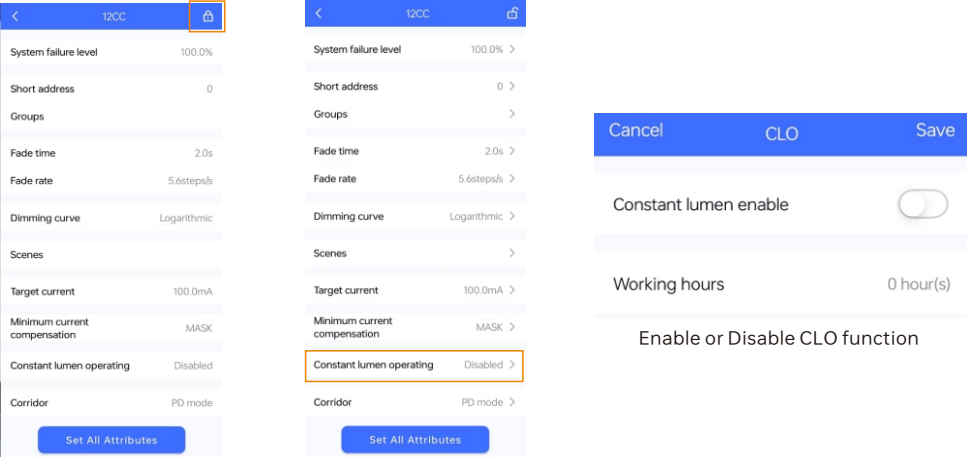 12CC
System failure level 100.0%
Short address 0
Groups
Fade time 2.0s
Fade rate 5.6steps/s
Dimming curve Logarithmic
Scenes
Target current 100.0mA
Minimum current
compensation MASK
Constant lumen operating Disabled
Corridor PD mode
Set All Attributes
12CC
System failure level 100.0%
Short address 0
Groups
Fade time 2.0s
Fade rate 5.6steps/s
Dimming curve Logarithmic
Scenes
Target current 100.0mA
Minimum current
compensation MASK
Constant lumen operating Disabled
Corridor PD mode
Set All Attributes
Cancel CLO Save
Constant lumen enable
Working hours 0 hour(s)
Enable or Disable CLO function